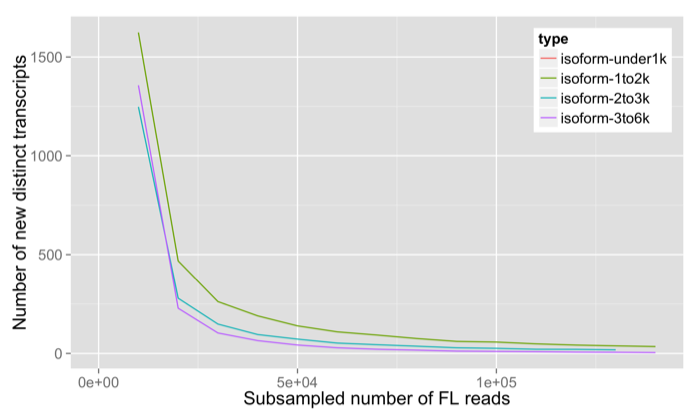 type
isoform-under1k
isoform-1to2k
isoform-2to3k
isoform-3to6k
Number of new distinct transcripts
1500
1000
500
0
0e+00 5e+04 1e+05
Subsampled number of FL reads